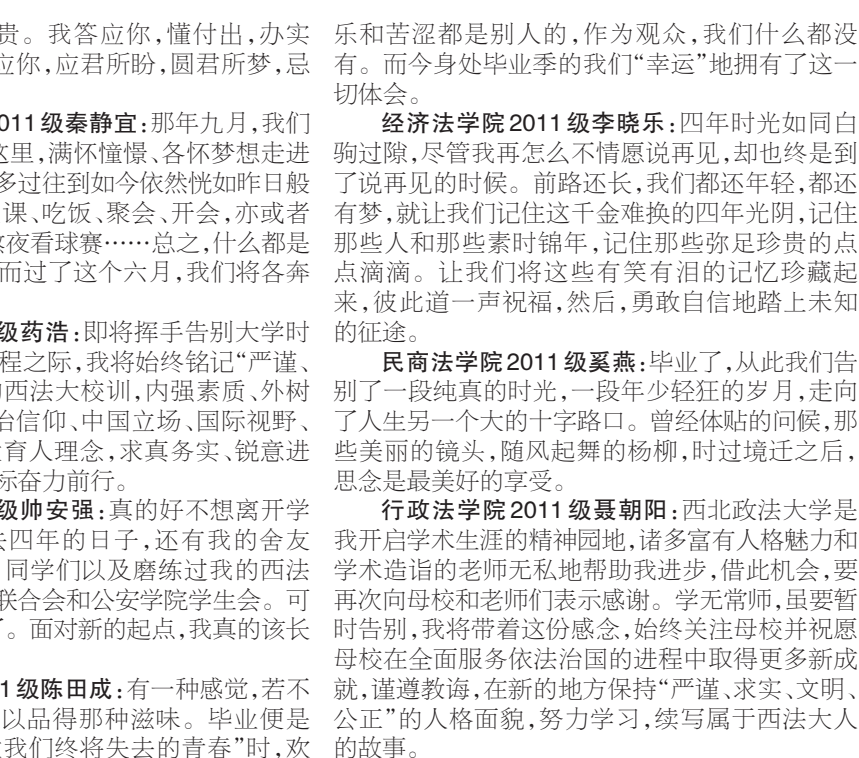 贵。我答应你,懂付出,办实
应你,应君所盼,圆君所梦,忌
011级秦静宜:那年九月,我们
这里,满怀憧憬、各怀梦想走进
多过往到如今依然恍如昨日般
课、吃饭、聚会、开会,亦或者
熬夜看球赛……总之,什么都是
而过了这个六月,我们将各奔
级药浩:即将挥手告别大学时
程之际,我将始终铭记“严谨、
的西法大校训,内强素质、外树
治信仰、中国立场、国际视野、
育人理念,求真务实、锐意进
标奋力前行。
级帅安强:真的好不想离开学
去四年的日子,还有我的舍友
同学们以及磨练过我的西法
联合会和公安学院学生会。可
了。面对新的起点,我真的该长
1级陈田成:有一种感觉,若不
以品得那种滋味。毕业便是
我们终将失去的青春”时,欢
乐和苦涩都是别人的,作为观众,我们什么都没
有。而今身处毕业季的我们“幸运”地拥有了这一
切体会。
经济法学院2011级李晓乐:四年时光如同白
驹过隙,尽管我再怎么不情愿说再见,却也终是到
了说再见的时候。前路还长,我们都还年轻,都还
有梦,就让我们记住这千金难换的四年光阴,记住
那些人和那些素时锦年,记住那些弥足珍贵的点
点滴滴。让我们将这些有笑有泪的记忆珍藏起
来,彼此道一声祝福,然后,勇敢自信地踏上未知
的征途。
民商法学院2011级奚燕:毕业了,从此我们告
别了一段纯真的时光,一段年少轻狂的岁月,走向
了人生另一个大的十字路口。曾经体贴的问候,那
些美丽的镜头,随风起舞的杨柳,时过境迁之后,
思念是最美好的享受。
行政法学院2011级聂朝阳:西北政法大学是
我开启学术生涯的精神园地,诸多富有人格魅力和
学术造诣的老师无私地帮助我进步,借此机会,要
再次向母校和老师们表示感谢。学无常师,虽要暂
时告别,我将带着这份感念,始终关注母校并祝愿
母校在全面服务依法治国的进程中取得更多新成
就,谨遵教诲,在新的地方保持“严谨、求实、文明、
公正”的人格面貌,努力学习,续写属于西法大人
的故事。